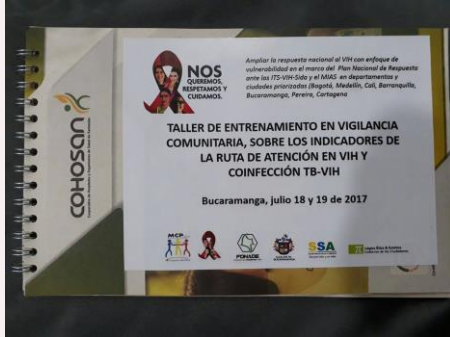 COHOSAN
NOS
QUEREMOS,
RESPETAMOS Y
CUIDAMOS.
Ampliar la respuesta nacional al VIH con enfoque de
vulnerabilidad en el marco del Plan Nacional de Respuesta
ante las ITS-VIH-Sida y el MIAS en departamentos y
ciudades priorizadas (Bogotá, Medellín, Cali, Barranquilla,
Bucaramanga, Pereira, Cartagena
TALLER DE ENTRENAMIENTO EN VIGILANCIA
COMUNITARIA, SOBRE LOS INDICADORES DE
LA RUTA DE ATENCIÓN EN VIH Y
COINFECCIÓN TB-VIH
Bucaramanga, julio 18 y 19 de 2017
MCP
FONADE
SSA